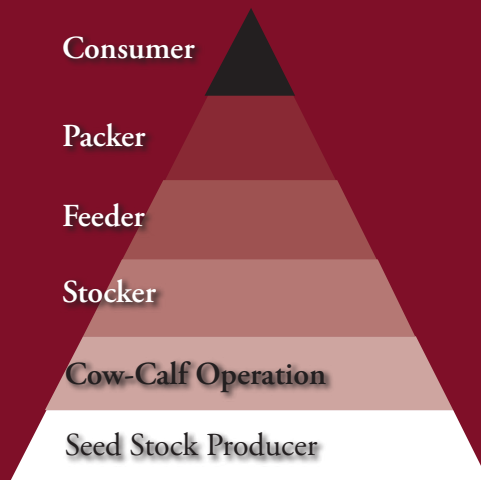 Consumer
Packer
Feeder
Stocker
Cow-Calf Operation
Seed Stock Producer